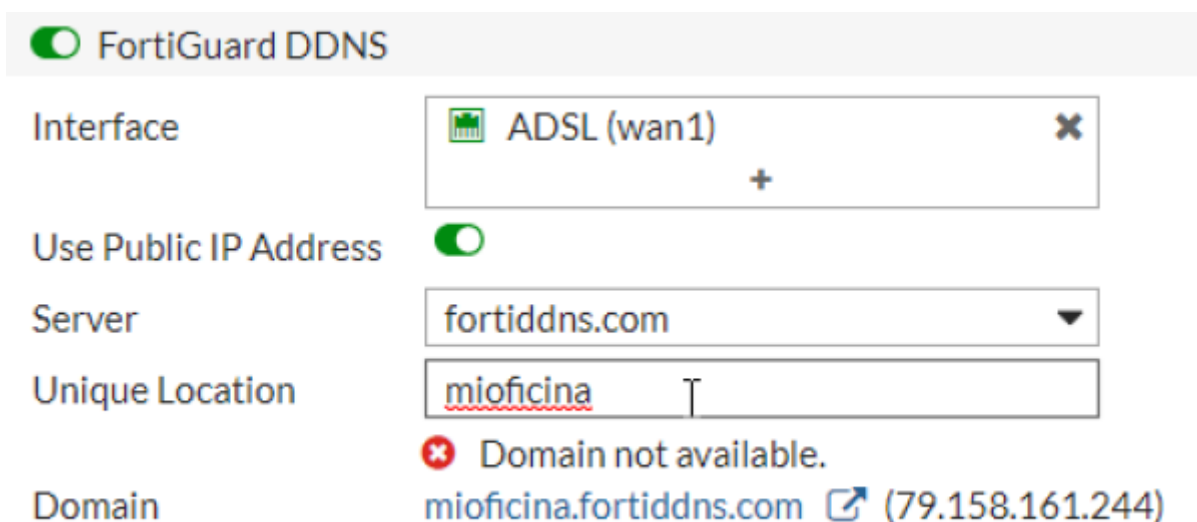 FortiGuard DDNS
Interface ADSL (wan1)
+
Use Public IP Address
Server fortiddns.com
Unique Location mioficina
Domain not available.
Domain mioficina.fortiddns.com (79.158.161.244)